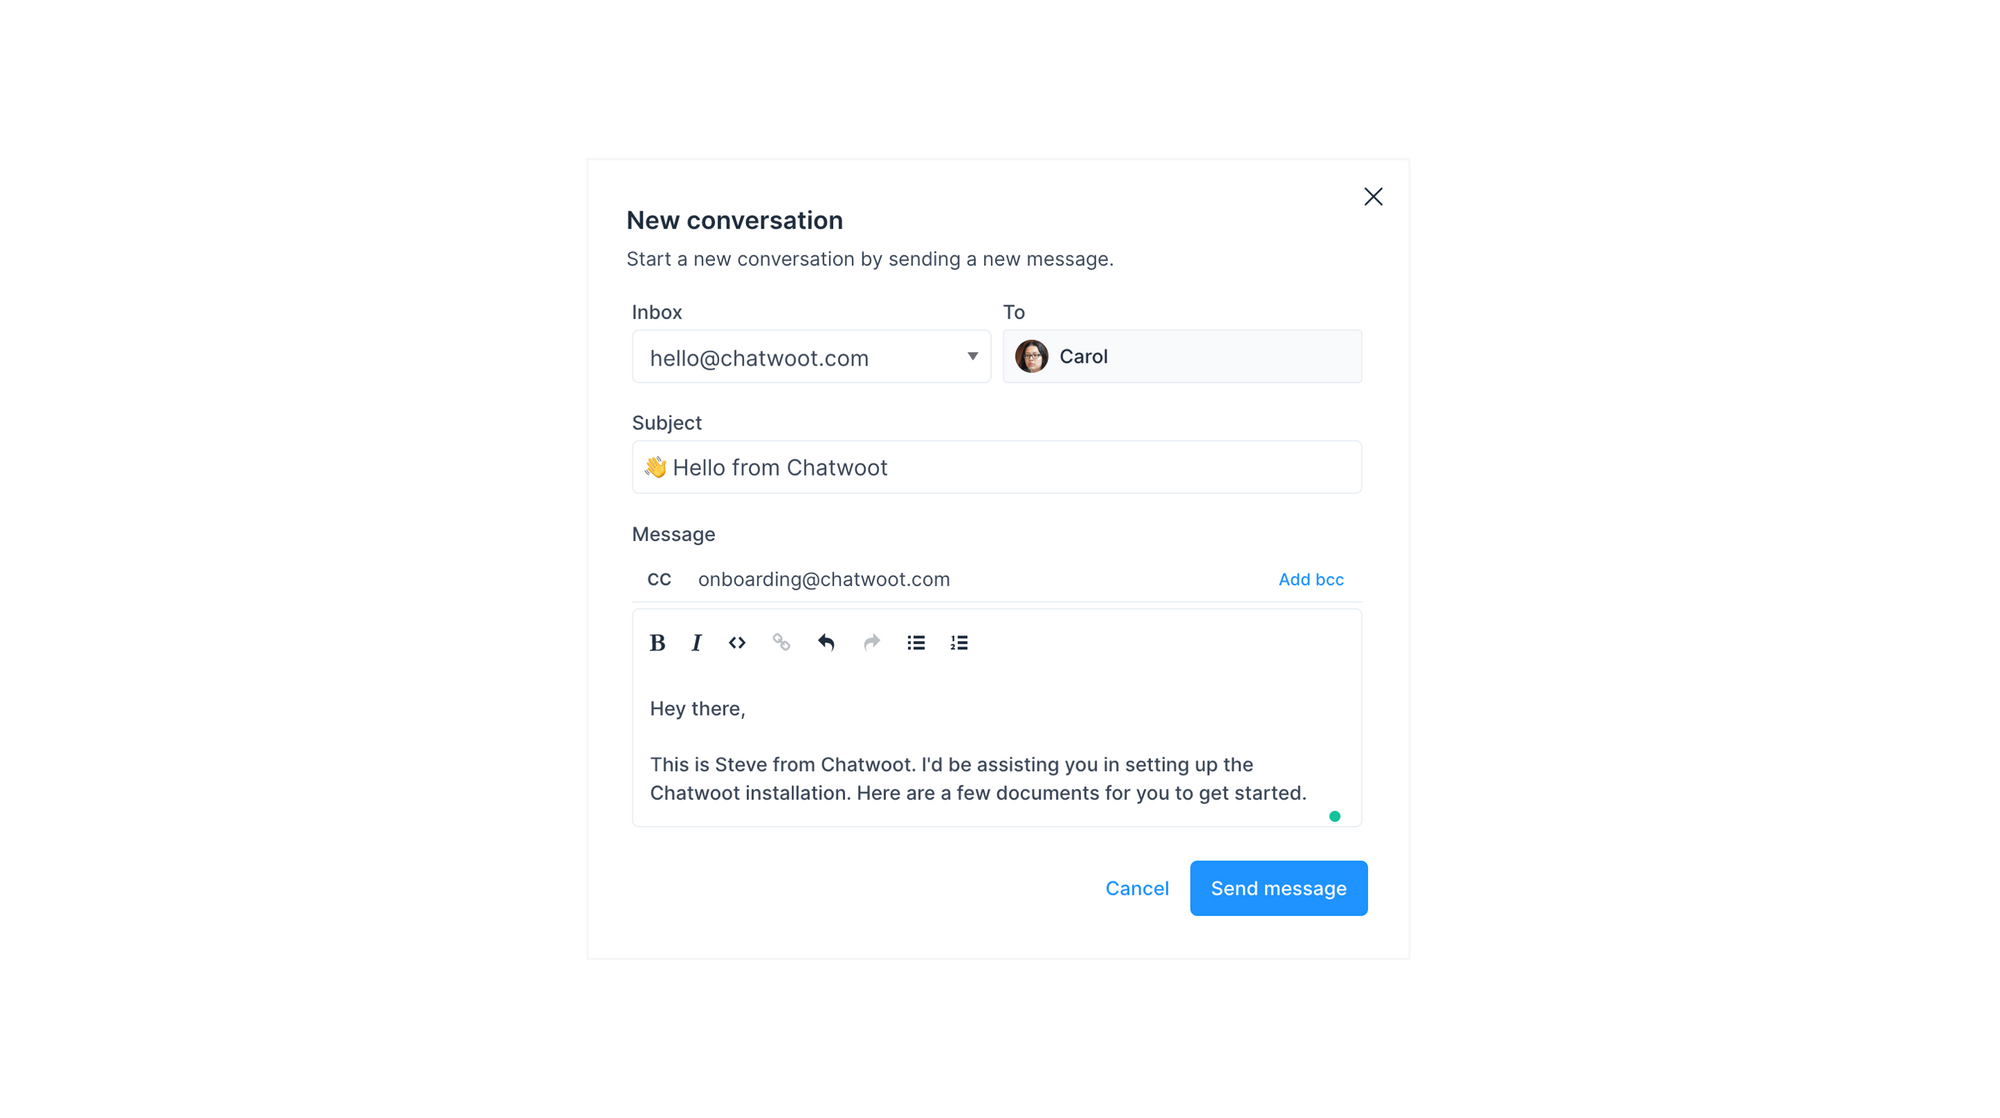 New conversation
Start a new conversation by sending a new message.
Inbox
To
hello@chatwoot.com
Carol
Subject
👋 Hello from Chatwoot
Message
CC onboarding@chatwoot.com Add bcc
B I
Hey there,
This is Steve from Chatwoot. I'd be assisting you in setting up the
Chatwoot installation. Here are a few documents for you to get started.
Cancel
Send message